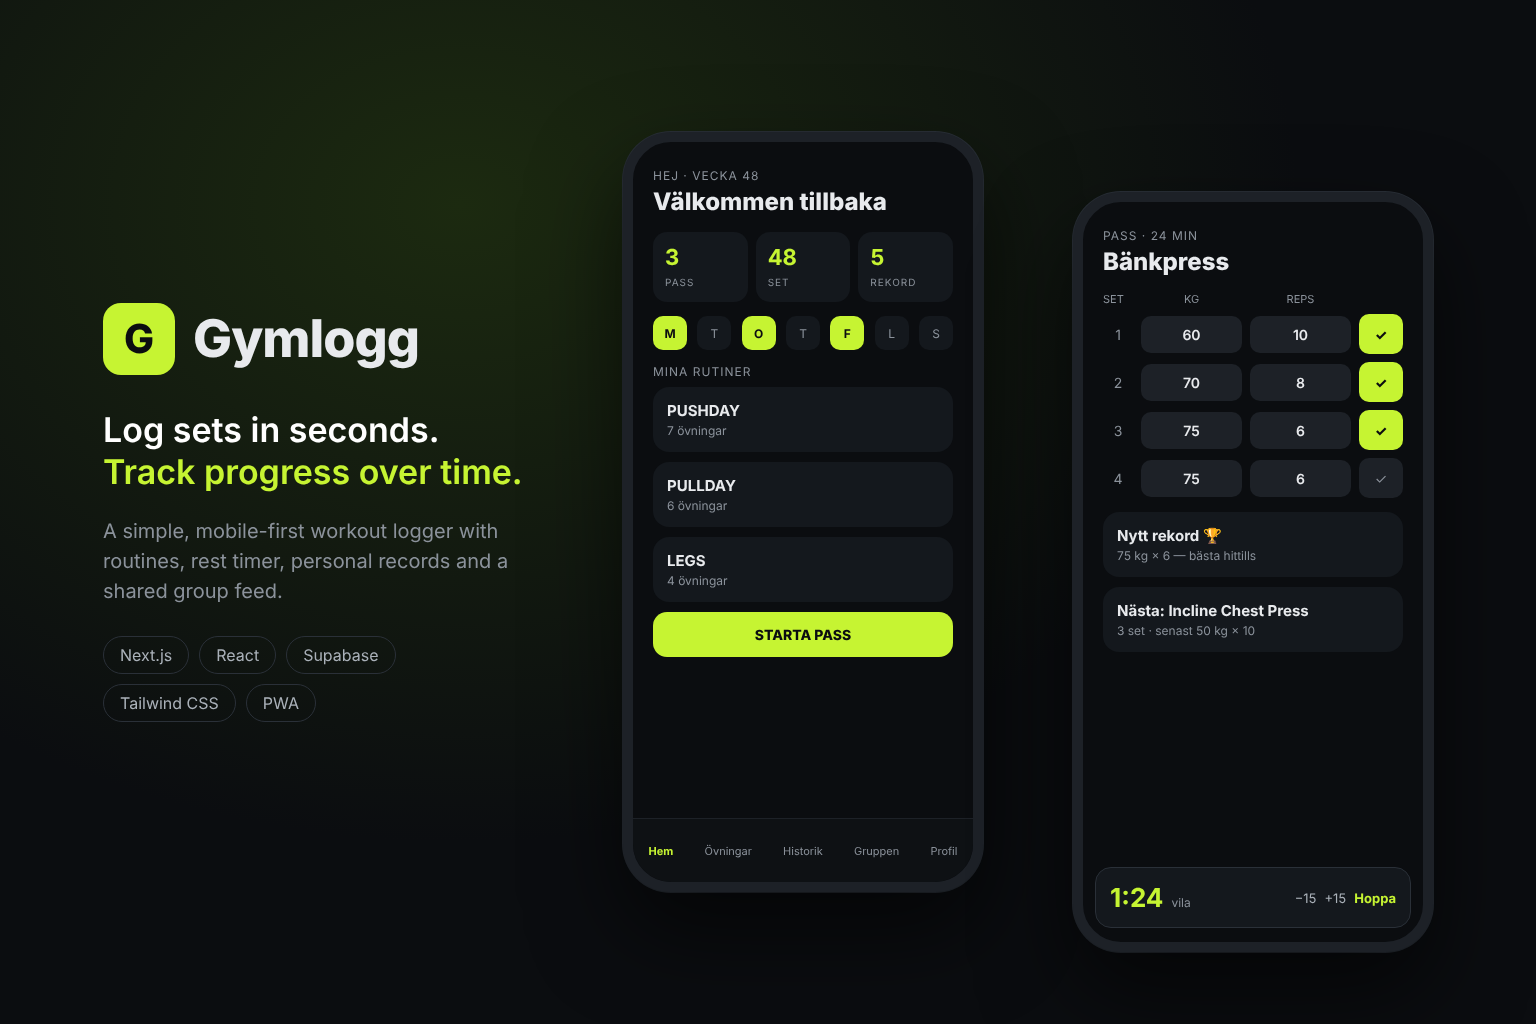 G Gymlogg
Log sets in seconds.
Track progress over time.
A simple, mobile-first workout logger with
routines, rest timer, personal records and a
shared group feed.
Next.js React Supabase
Tailwind CSS PWA
HEJ · VECKA 48
Välkommen tillbaka
3 48 5
PASS SET REKORD
M T O T F L S
MINA RUTINER
PUSHDAY
7 övningar
PULLDAY
6 övningar
LEGS
4 övningar
STARTA PASS
Hem Övningar Historik Gruppen Profil
PASS · 24 MIN
Bänkpress
SET KG REPS
1 60 10 ✓
2 70 8 ✓
3 75 6 ✓
4 75 6 ✓
Nytt rekord 🏆
75 kg × 6 — bästa hittills
Nästa: Incline Chest Press
3 set · senast 50 kg × 10
1:24 vila −15 +15 Hoppa